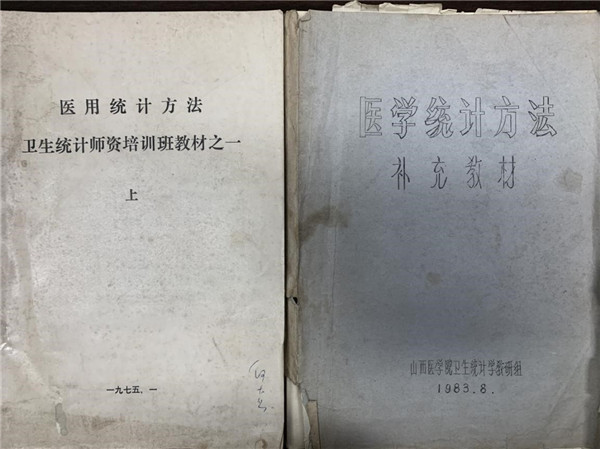 医用统计方法
卫生统计师资培训班教材之一
上
一九七五．一
医学统计方法
补充教材
山西医学院卫生统计学教研组
1983.8.